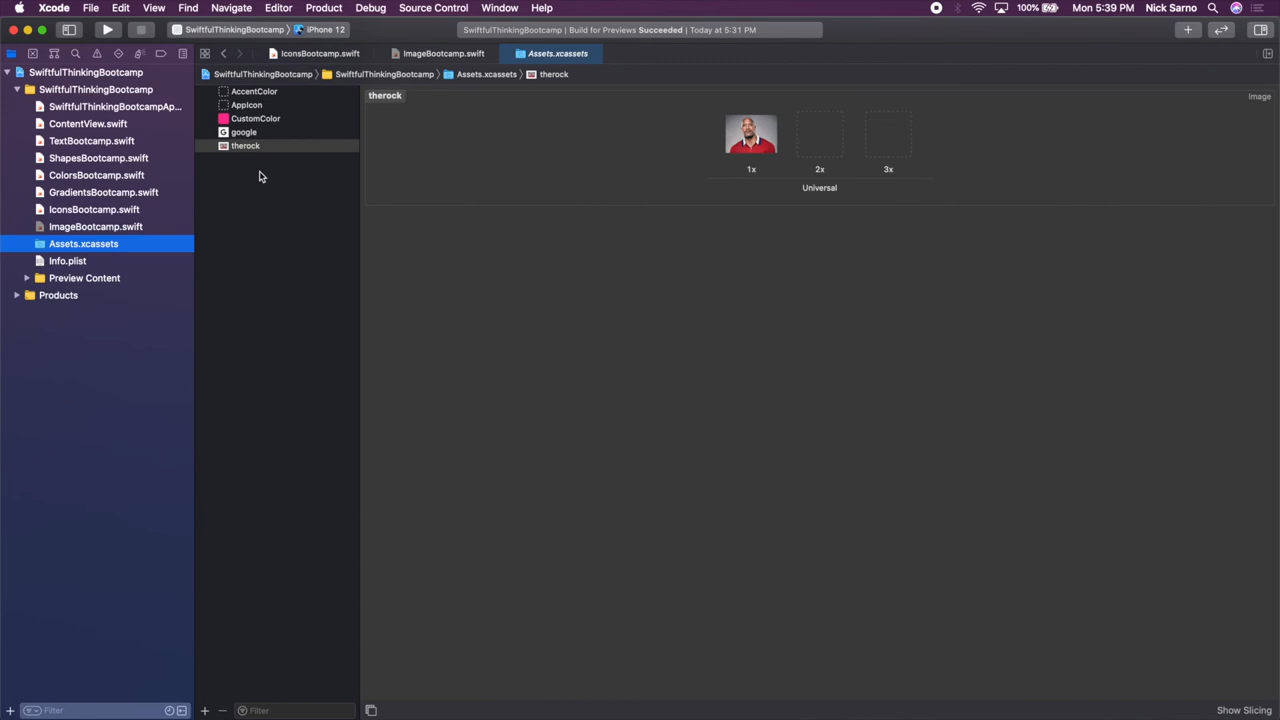 Xcode File Edit View Find Navigate Editor Product Debug Source Control Window Help 100% Mon 5:39 PM Nick Sarno
SwiftfulThinkingBootcamp 〉 iPhone 12 SwiftfulThinkingBootcamp | Build for Previews Succeeded | Today at 5:31 PM
IconsBootcamp.swift ImageBootcamp.swift Assets.xcassets
SwiftfulThinkingBootcamp 〉 SwiftfulThinkingBootcamp 〉 Assets.xcassets 〉 therock
SwiftfulThinkingBootcamp
SwiftfulThinkingBootcamp
SwiftfulThinkingBootcampAp...
ContentView.swift
TextBootcamp.swift
ShapesBootcamp.swift
ColorsBootcamp.swift
GradientsBootcamp.swift
IconsBootcamp.swift
ImageBootcamp.swift
Assets.xcassets
Info.plist
Preview Content
Products
AccentColor
AppIcon
CustomColor
G google
therock
therock Image
1x 2x 3x
Universal
Filter Filter Show Slicing